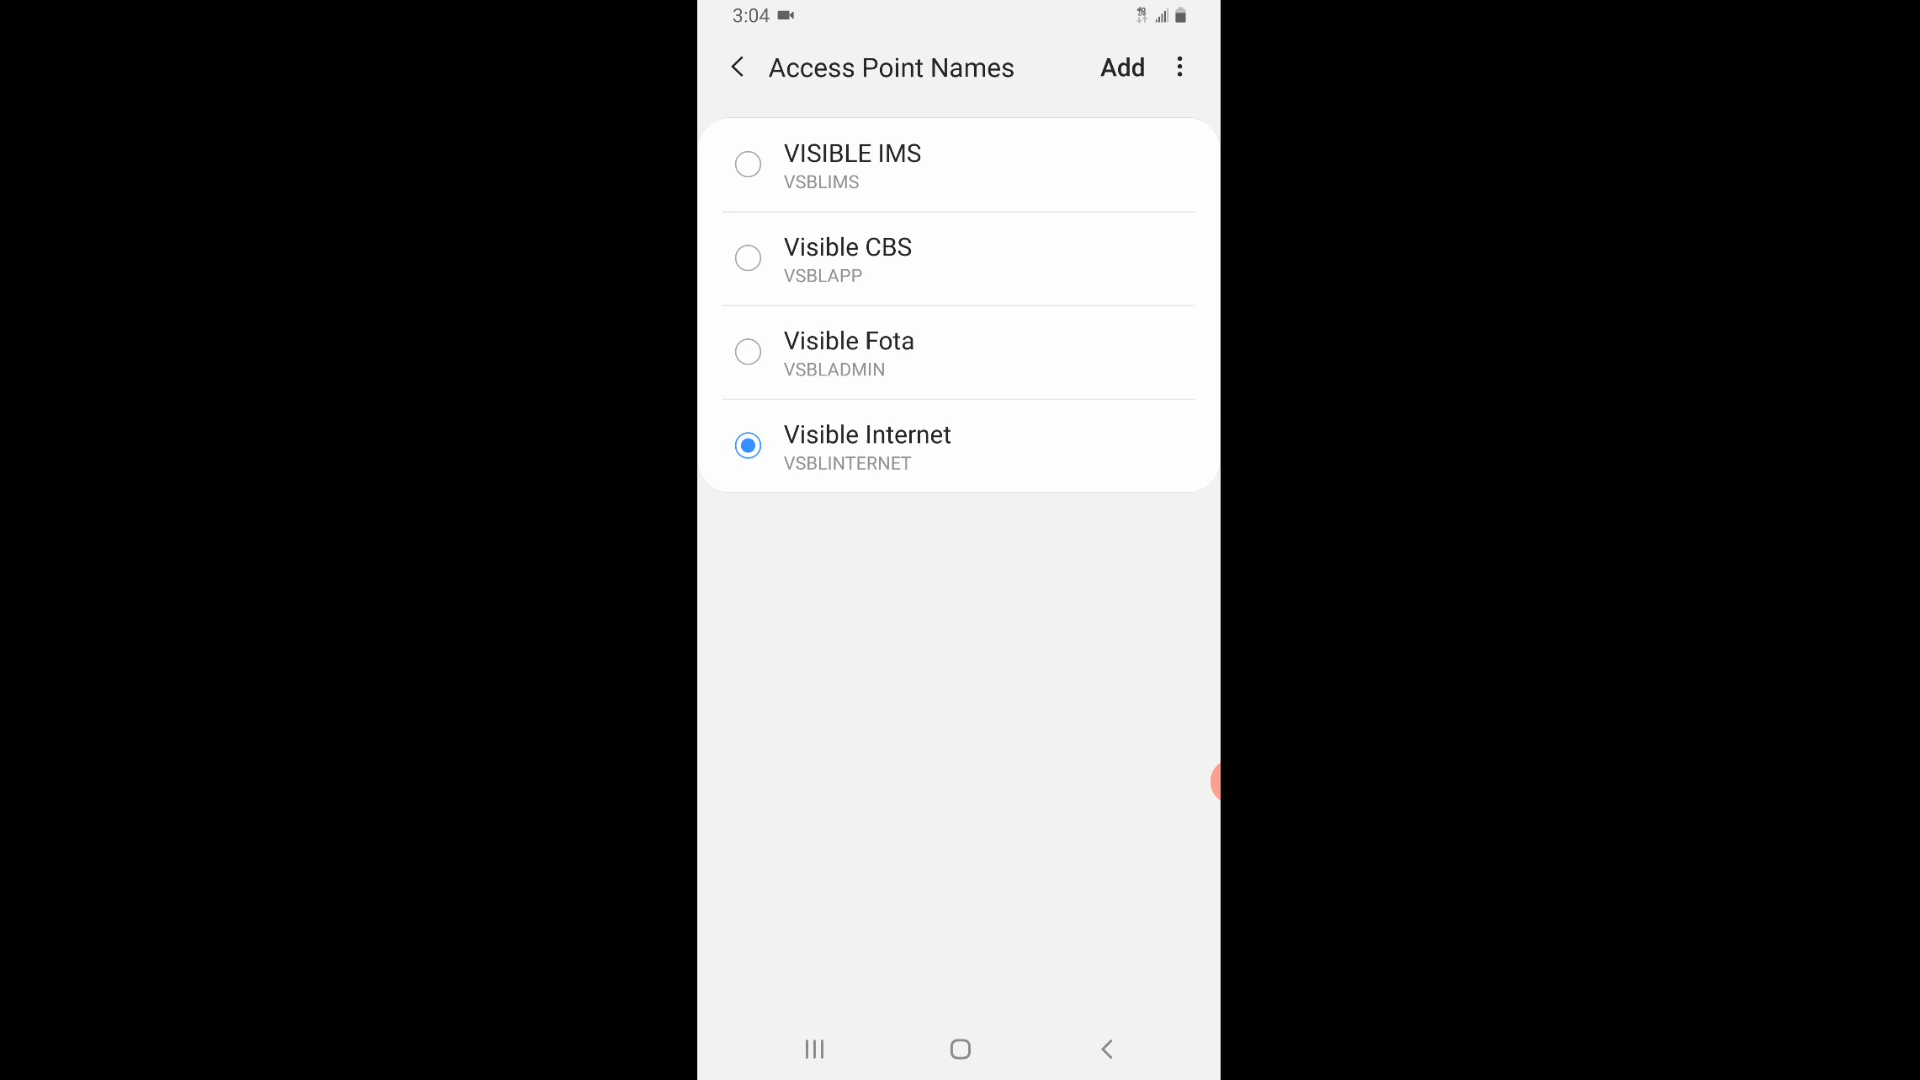 3:04
Access Point Names Add
VISIBLE IMS
VSBLIMS
Visible CBS
VSBLAPP
Visible Fota
VSBLADMIN
Visible Internet
VSBLINTERNET